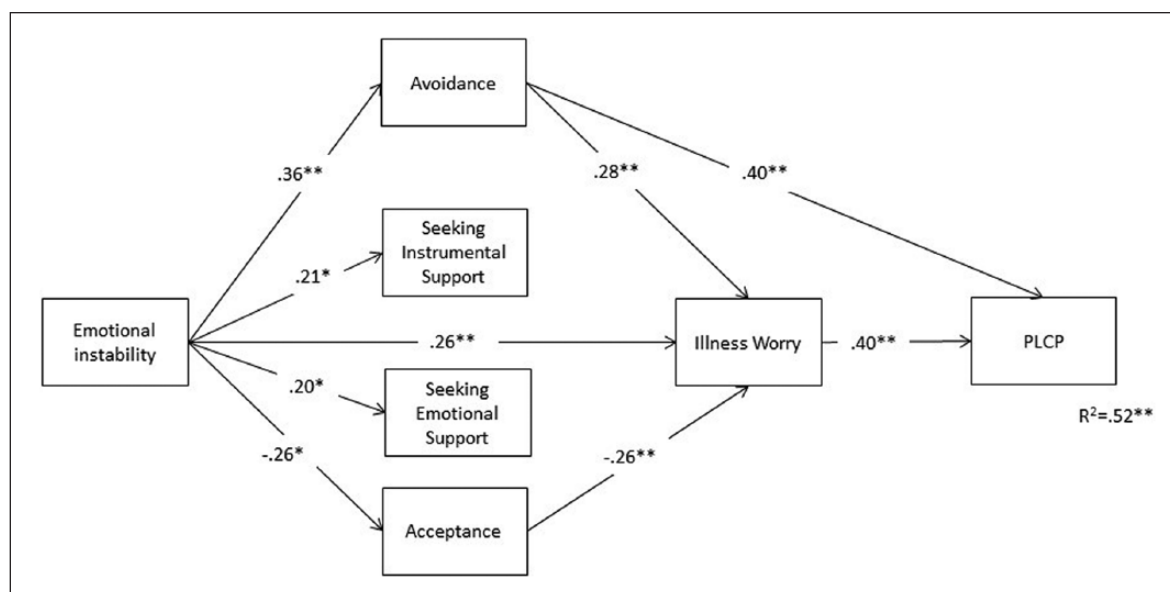 Avoidance
.36**
.28**
.40**
Seeking
Instrumental
Support
.21*
Emotional
instability
.26**
Illness Worry
.40**
PLCP
R²=.52**
.20*
Seeking
Emotional
Support
-.26*
-.26**
Acceptance